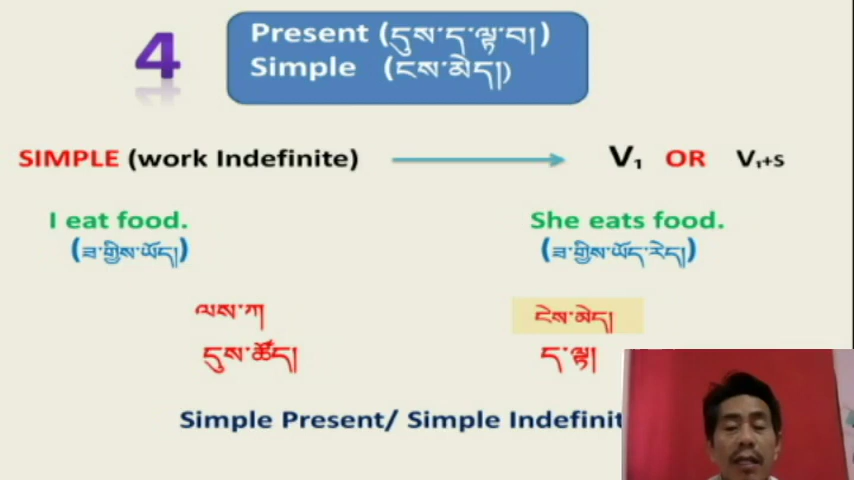 4
Present (དུས་ད་ལྟ་བ།)
Simple (ངས་མེད།)
SIMPLE (work Indefinite) V₁ OR V₁+s
I eat food. She eats food.
(ཟ་གྱིས་ཡོད།) (ཟ་གྱིས་ཡོད་རེད།)
ལས་ཀ། ངེས་མེད།
དུས་ཚོད། ད་ལྟ།
Simple Present/ Simple Indefinit